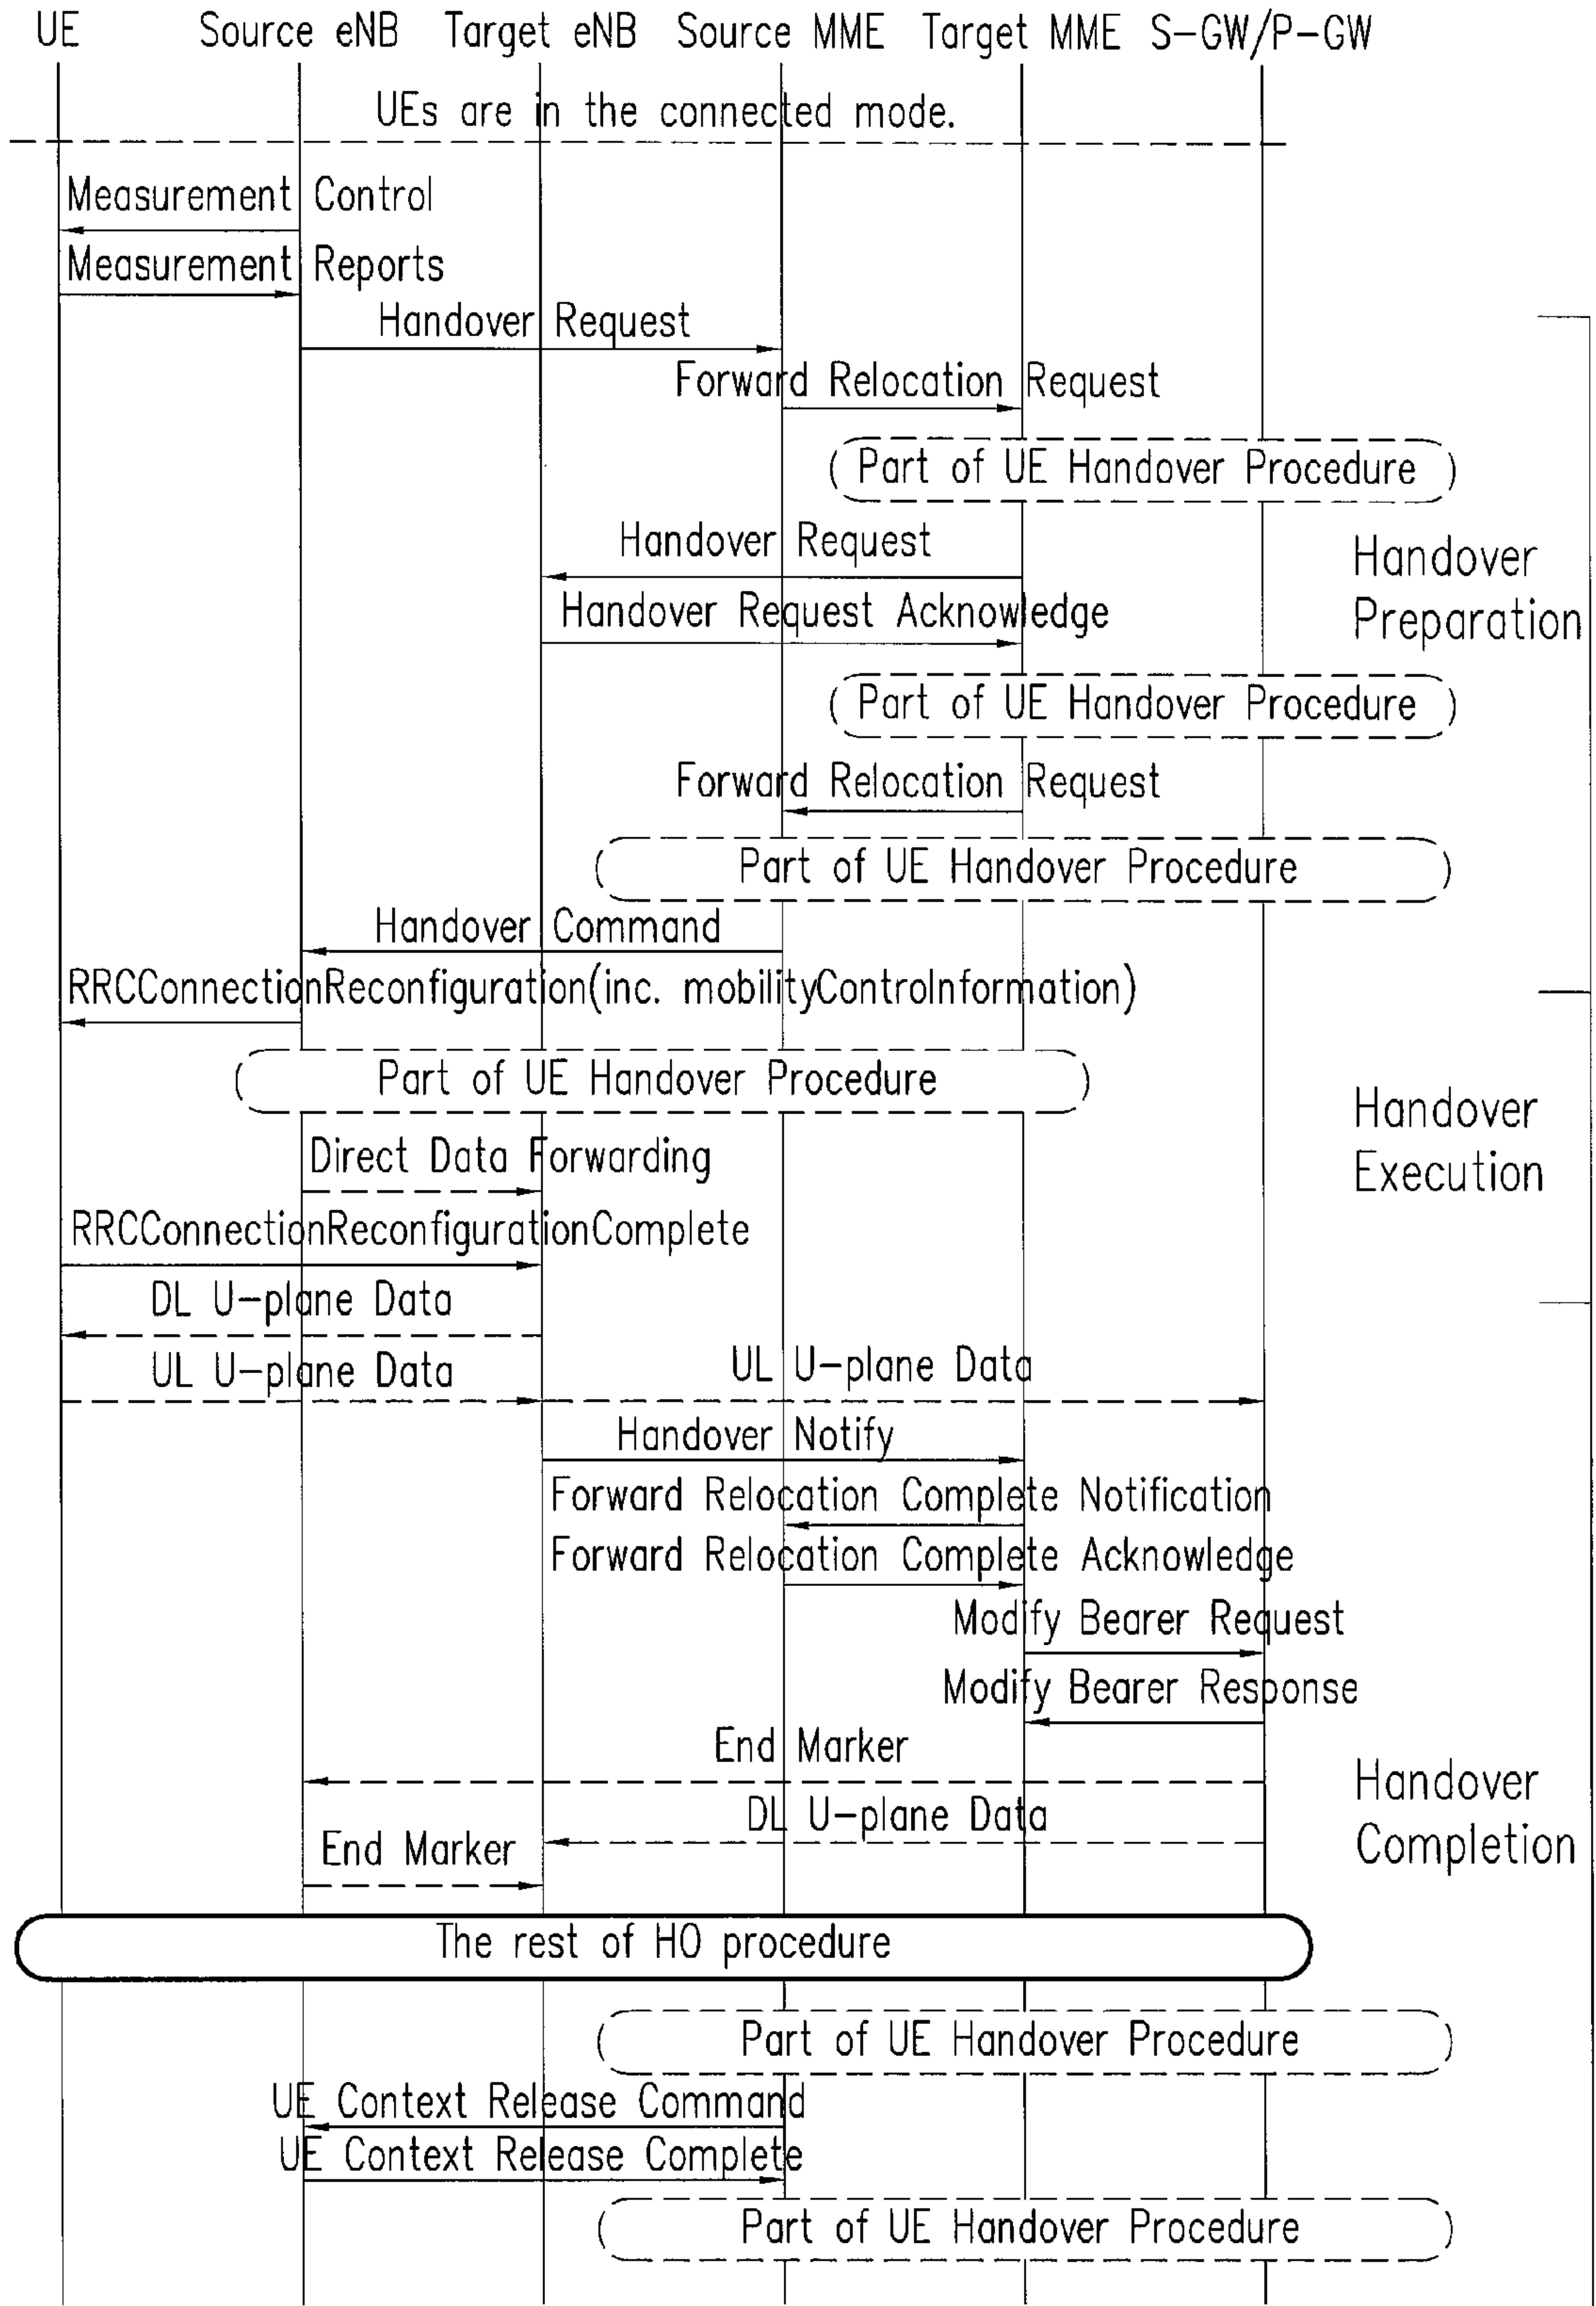 UE Source eNB Target eNB Source MME Target MME S-GW/P-GW
UEs are in the connected mode.
Measurement Control
Measurement Reports
Handover Request
Forward Relocation Request
Part of UE Handover Procedure
Handover Request
Handover
Preparation
Handover Request Acknowledge
Part of UE Handover Procedure
Forward Relocation Request
Part of UE Handover Procedure
Handover Command
RRCConnectionReconfiguration(inc. mobilityControInformation)
Part of UE Handover Procedure
Handover
Execution
Direct Data Forwarding
RRCConnectionReconfigurationComplete
DL U-plane Data
UL U-plane Data UL U-plane Data
Handover Notify
Forward Relocation Complete Notification
Forward Relocation Complete Acknowledge
Modify Bearer Request
Modify Bearer Response
End Marker
Handover
Completion
DL U-plane Data
End Marker
The rest of HO procedure
Part of UE Handover Procedure
UE Context Release Command
UE Context Release Complete
Part of UE Handover Procedure